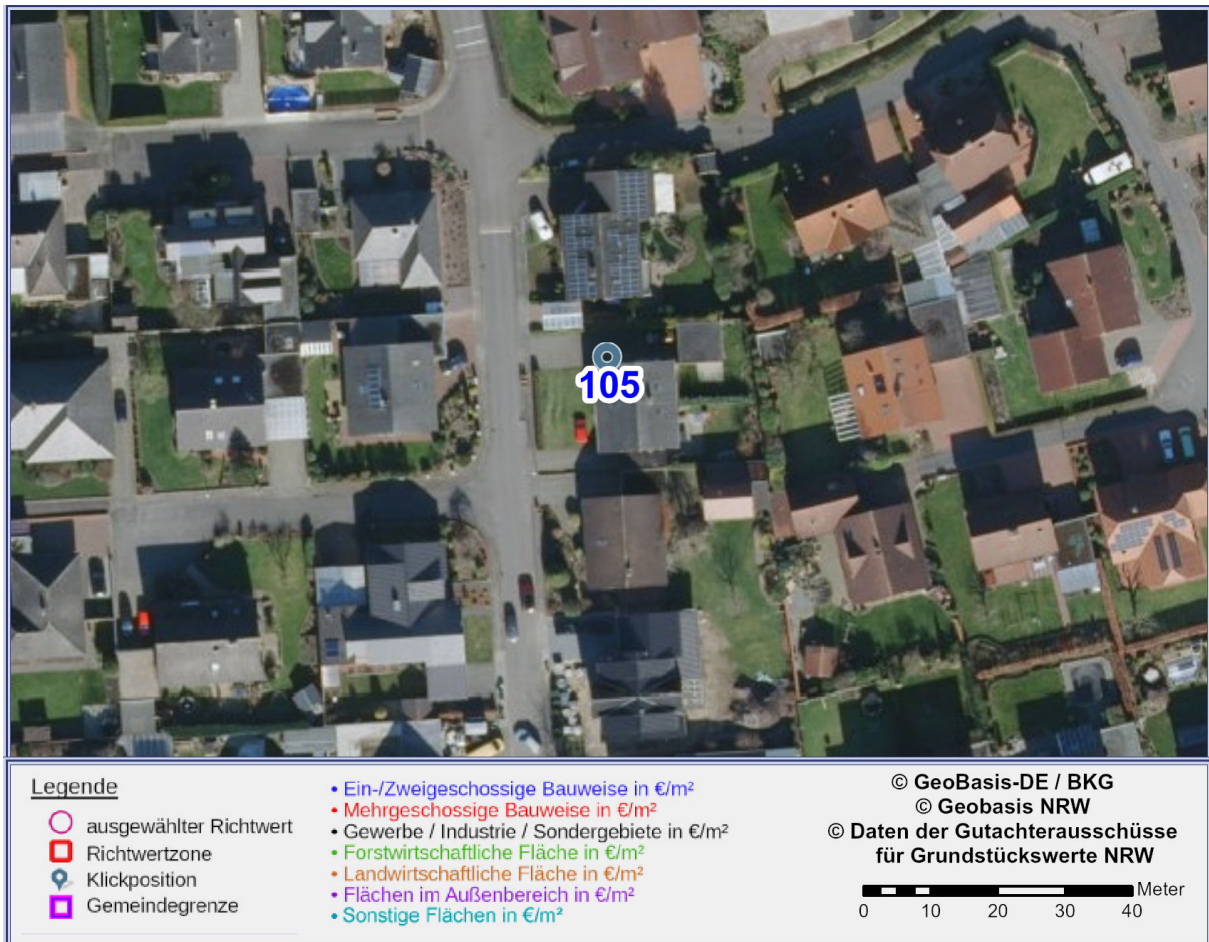 105
Legende
ausgewählter Richtwert
Richtwertzone
Klickposition
Gemeindegrenze
• Ein-/Zweigeschossige Bauweise in €/m²
• Mehrgeschossige Bauweise in €/m²
• Gewerbe / Industrie / Sondergebiete in €/m²
• Forstwirtschaftliche Fläche in €/m²
• Landwirtschaftliche Fläche in €/m²
• Flächen im Außenbereich in €/m²
• Sonstige Flächen in €/m²
© GeoBasis-DE / BKG
© Geobasis NRW
© Daten der Gutachterausschüsse
für Grundstückswerte NRW
Meter
0 10 20 30 40